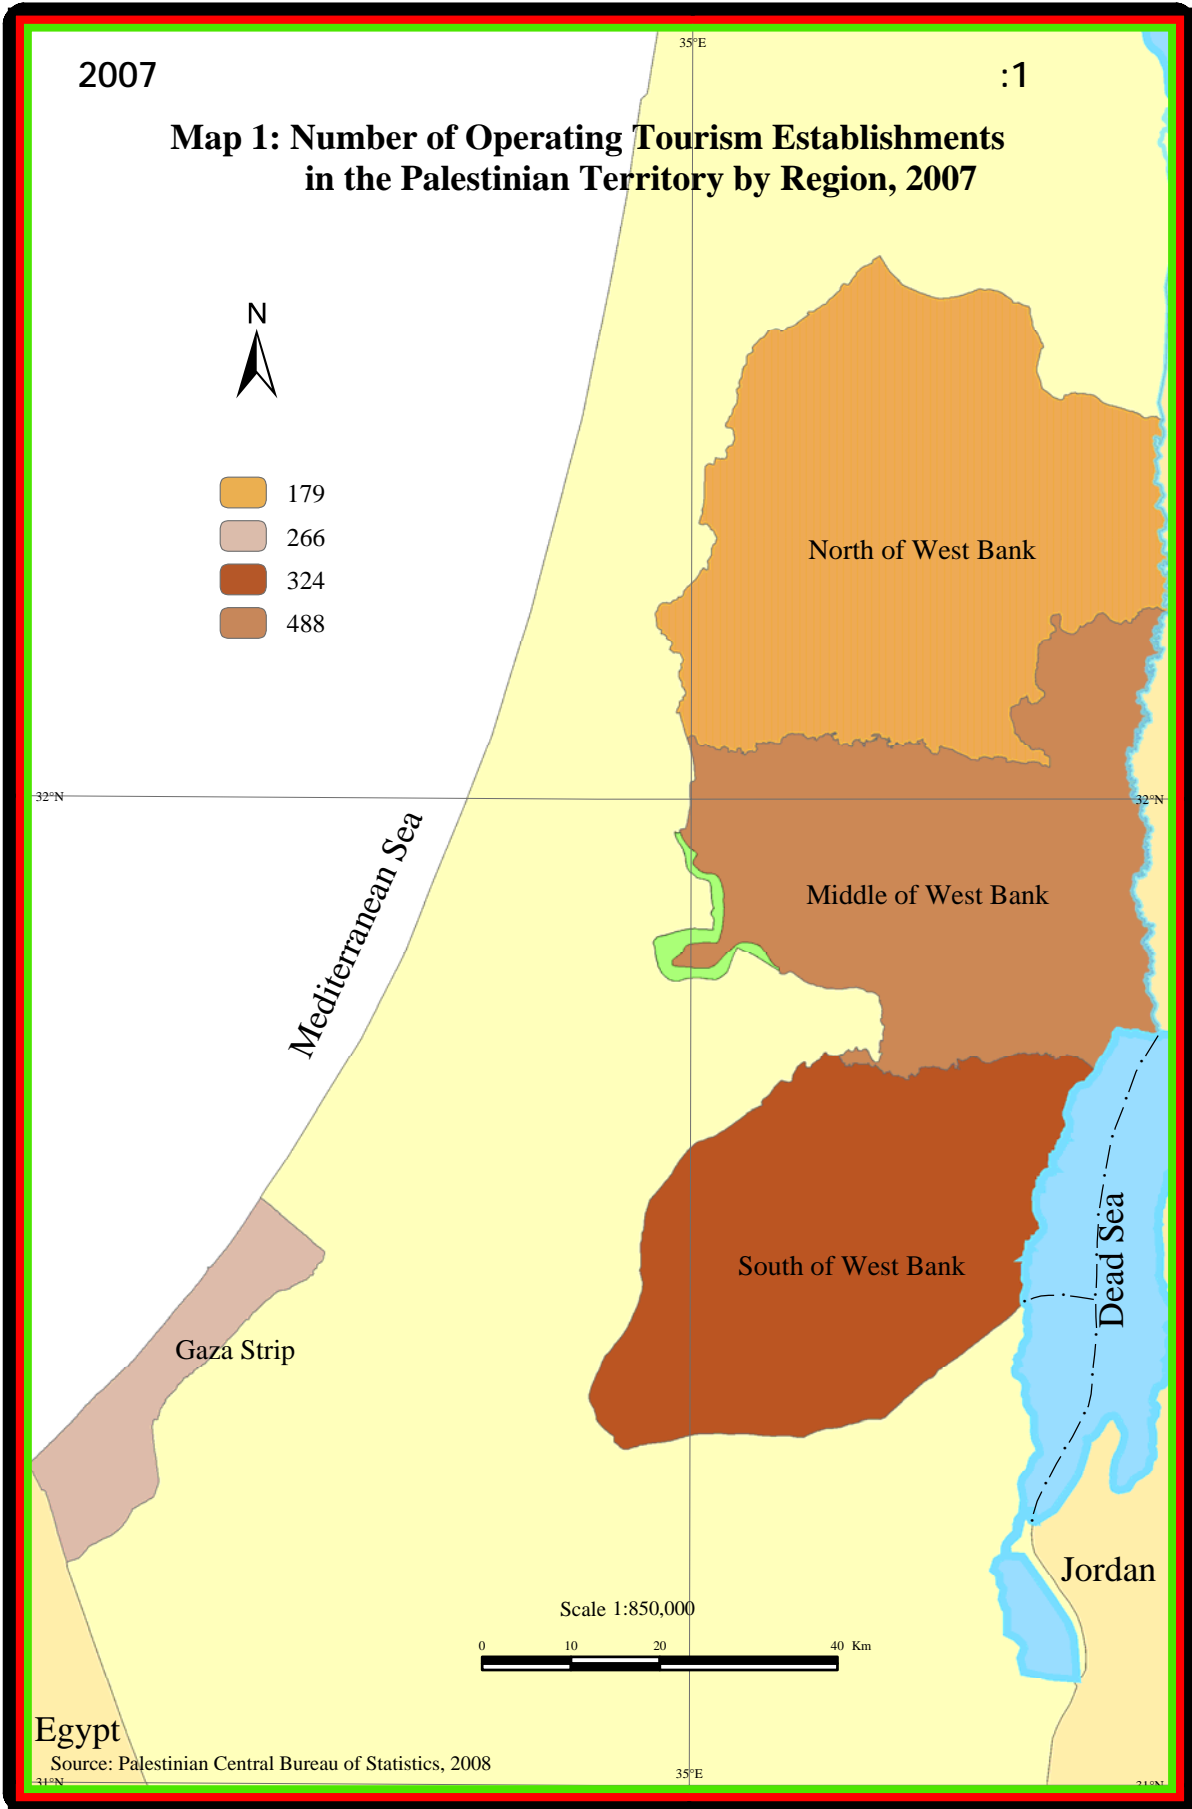 35°E
2007
:1
Map 1: Number of Operating Tourism Establishments
in the Palestinian Territory by Region, 2007
N
179
266
324
488
North of West Bank
32°N
32°N
Mediterranean Sea
Middle of West Bank
Dead Sea
South of West Bank
Gaza Strip
Jordan
Scale 1:850,000
0 10 20 40 Km
Egypt
Source: Palestinian Central Bureau of Statistics, 2008
35°E
31°N
31°N